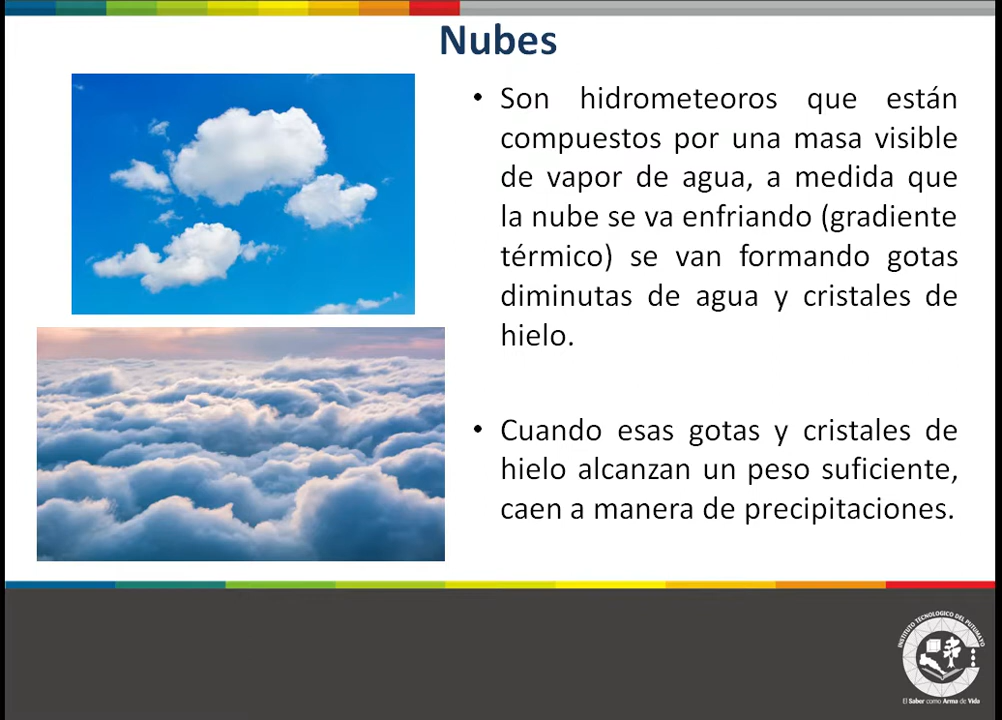 Nubes
• Son hidrometeoros que están
compuestos por una masa visible
de vapor de agua, a medida que
la nube se va enfriando (gradiente
térmico) se van formando gotas
diminutas de agua y cristales de
hielo.
• Cuando esas gotas y cristales de
hielo alcanzan un peso suficiente,
caen a manera de precipitaciones.
INSTITUTO TECNOLOGICO DEL PUTUMAYO
El Saber como Arma de Vida